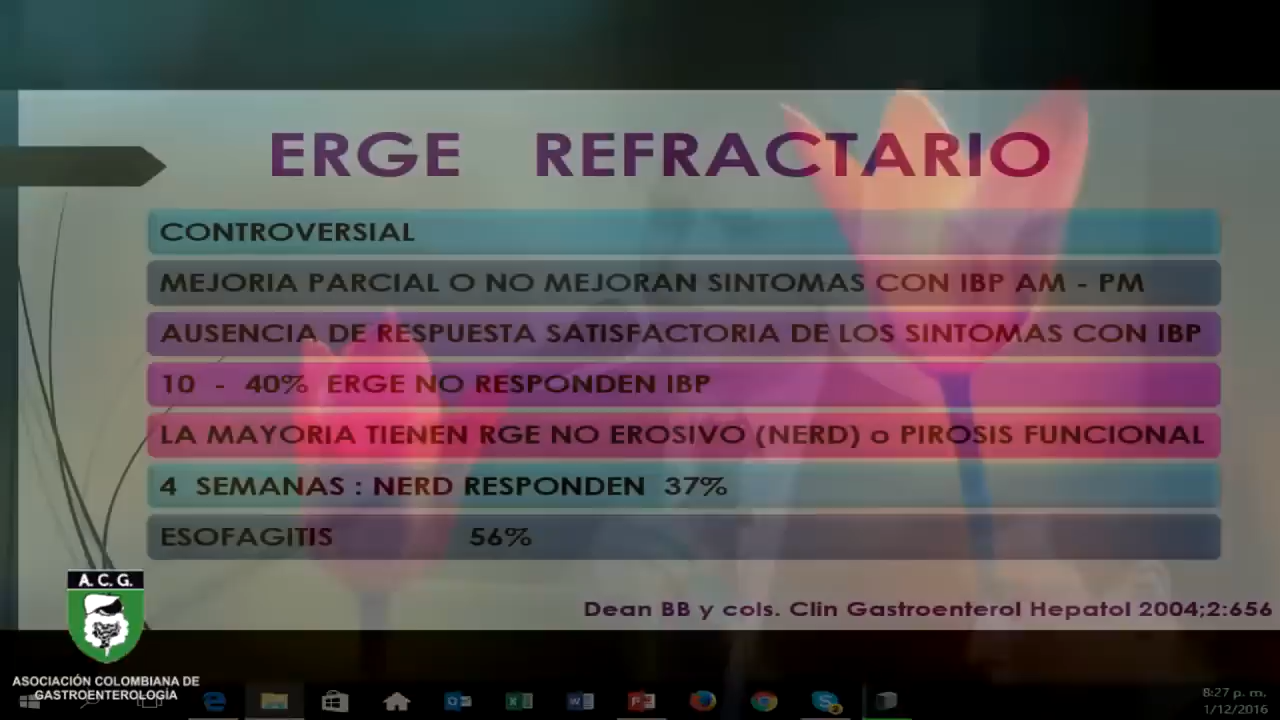 ERGE REFRACTARIO
CONTROVERSIAL
MEJORIA PARCIAL O NO MEJORAN SINTOMAS CON IBP AM - PM
AUSENCIA DE RESPUESTA SATISFACTORIA DE LOS SINTOMAS CON IBP
10 - 40% ERGE NO RESPONDEN IBP
LA MAYORIA TIENEN RGE NO EROSIVO (NERD) o PIROSIS FUNCIONAL
4 SEMANAS : NERD RESPONDEN 37%
ESOFAGITIS 56%
Dean BB y cols. Clin Gastroenterol Hepatol 2004;2:656
A. C. G.
ASOCIACIÓN COLOMBIANA DE
GASTROENTEROLOGÍA
8:27 p. m.
1/12/2016